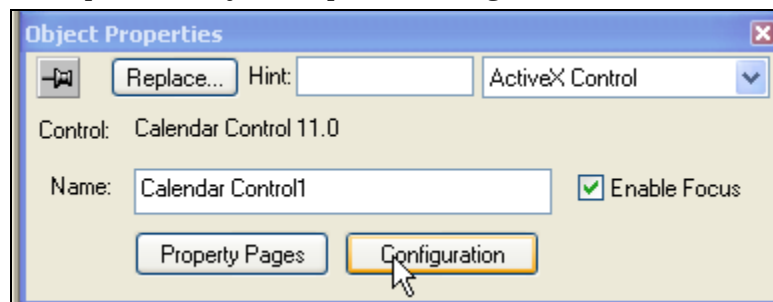 Object Properties
Replace... Hint: ActiveX Control
Control: Calendar Control 11.0
Name: Calendar Control1 Enable Focus
Property Pages Configuration